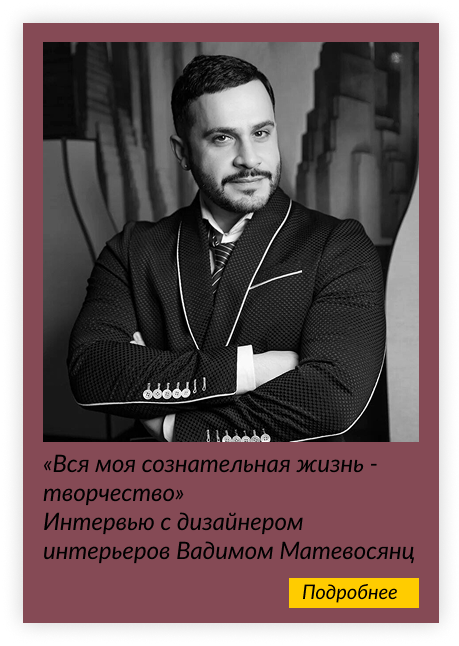 «Вся моя сознательная жизнь -
творчество»
Интервью с дизайнером
интерьеров Вадимом Матевосянц
Подробнее